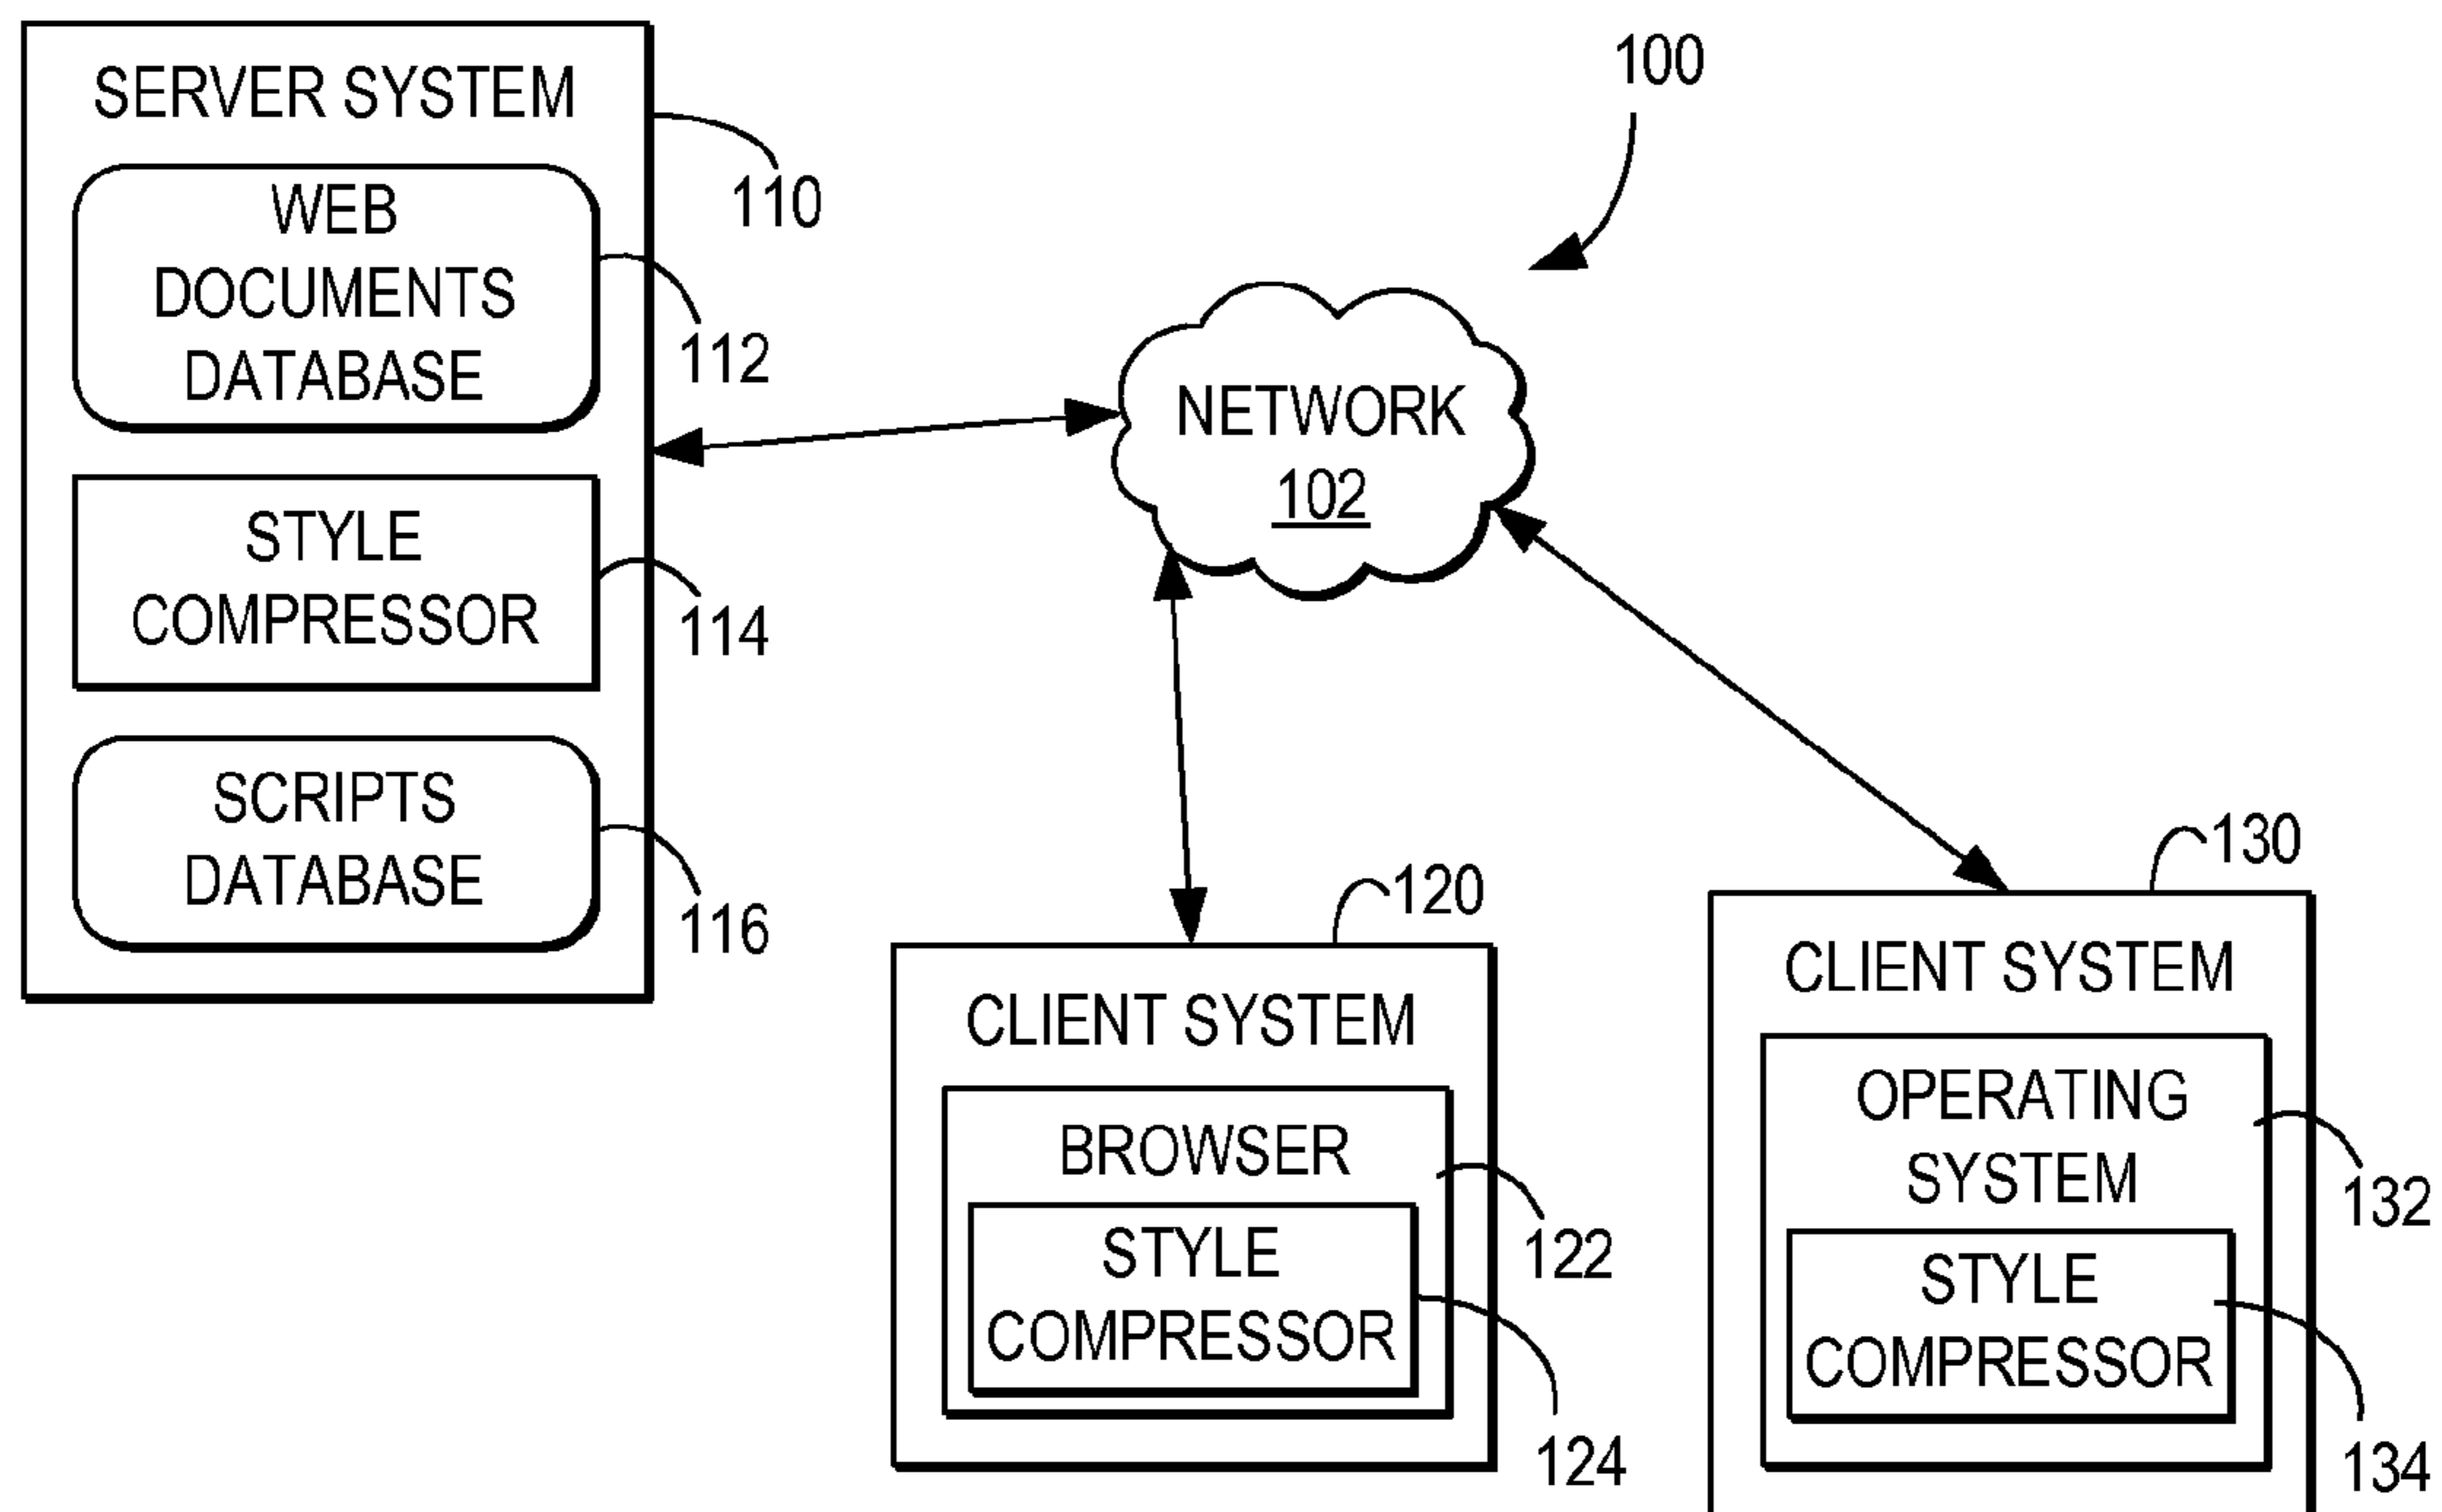 SERVER SYSTEM
110
WEB
DOCUMENTS
DATABASE
112
STYLE
COMPRESSOR
114
SCRIPTS
DATABASE
116
100
NETWORK
102
120
CLIENT SYSTEM
BROWSER
122
STYLE
COMPRESSOR
124
130
CLIENT SYSTEM
OPERATING
SYSTEM
132
STYLE
COMPRESSOR
134